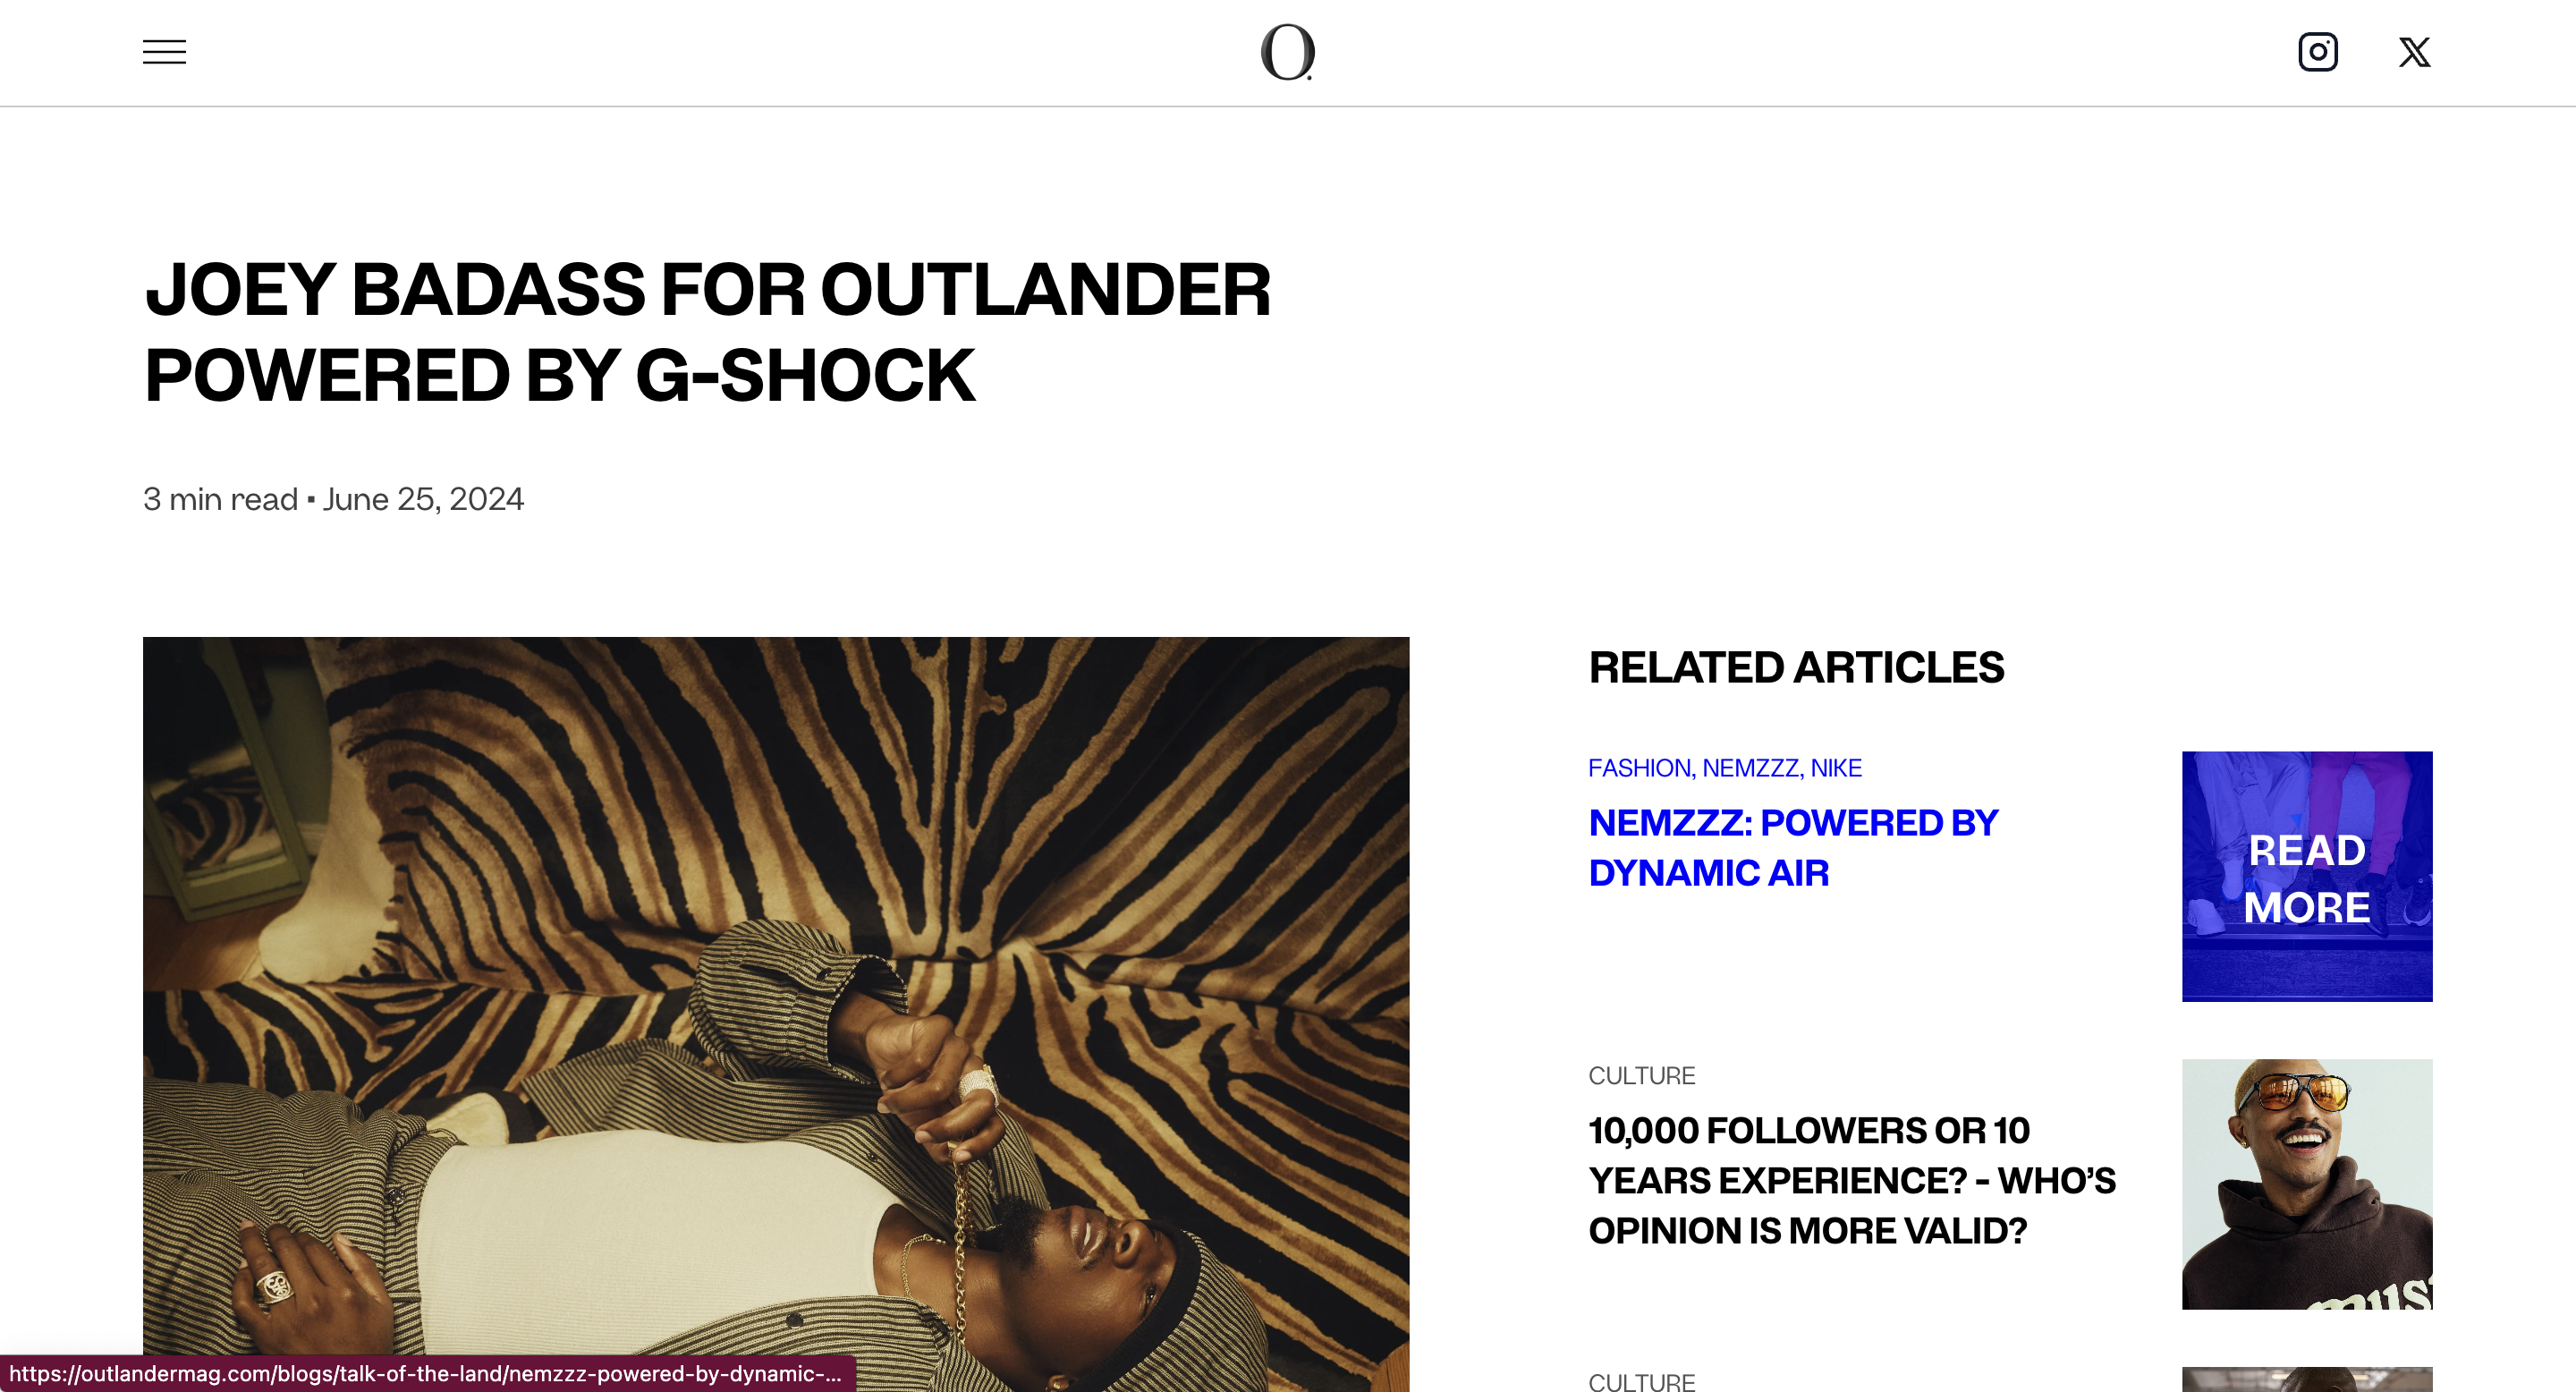 O.
JOEY BADASS FOR OUTLANDER
POWERED BY G-SHOCK
3 min read ▪ June 25, 2024
RELATED ARTICLES
FASHION, NEMZZZ, NIKE
NEMZZZ: POWERED BY
DYNAMIC AIR
READ
MORE
CULTURE
10,000 FOLLOWERS OR 10
YEARS EXPERIENCE? - WHO’S
OPINION IS MORE VALID?
CULTURE
https://outlandermag.com/blogs/talk-of-the-land/nemzzz-powered-by-dynamic-...